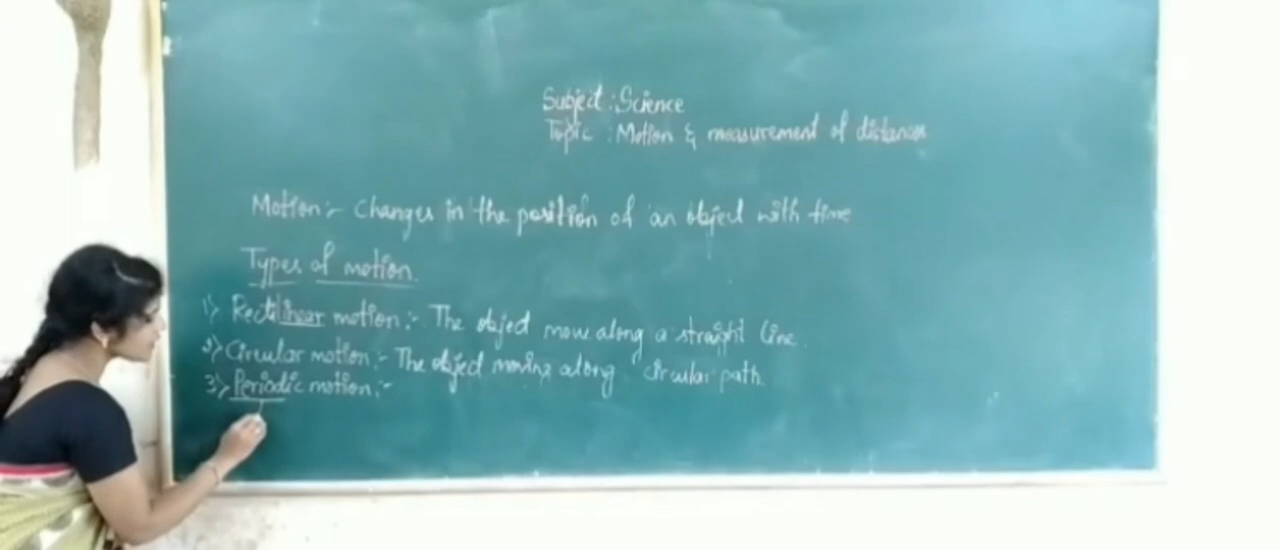 Subject : Science
Topic : Motion & measurement of distances
Motion :- Changes in the position of an object with time
Types of motion.
1) Rectilinear motion :- The object move along a straight line.
2) Circular motion :- The object moving along circular path.
3) Periodic motion :-